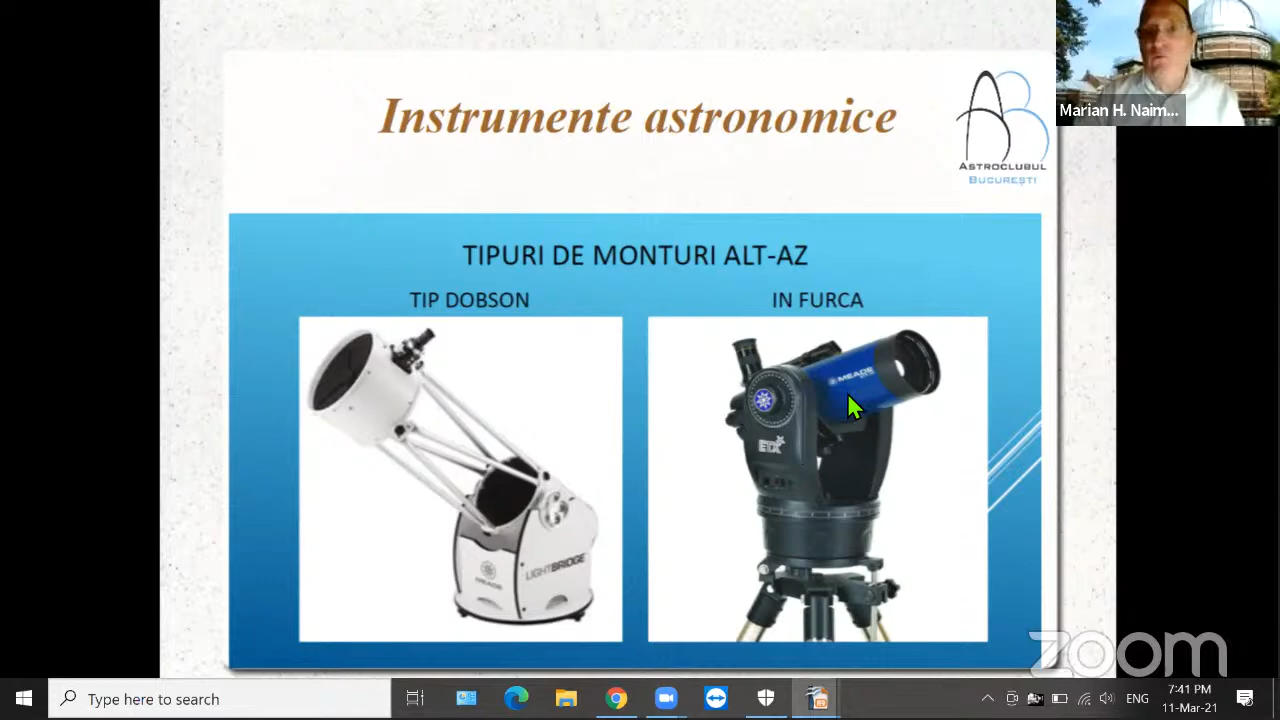 Instrumente astronomice
ASTROCLUBUL
BUCUREȘTI
Marian H. Naim...
TIPURI DE MONTURI ALT-AZ
TIP DOBSON
IN FURCA
MEADE
ETX
MEADE
LIGHTBRIDGE
zoom
Type here to search
ENG
7:41 PM
11-Mar-21